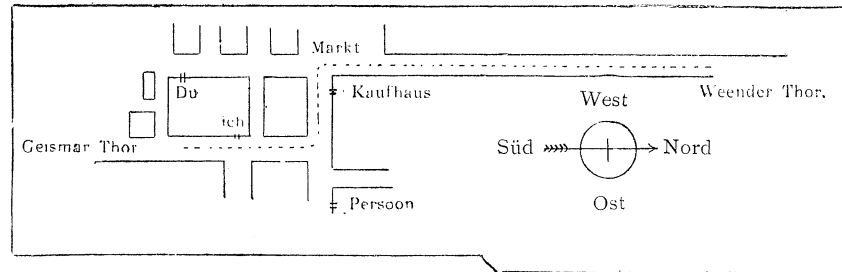 Markt
Du
Kaufhaus
West
Weender Thor.
ich
Geismar Thor
Süd
Nord
Persoon
Ost